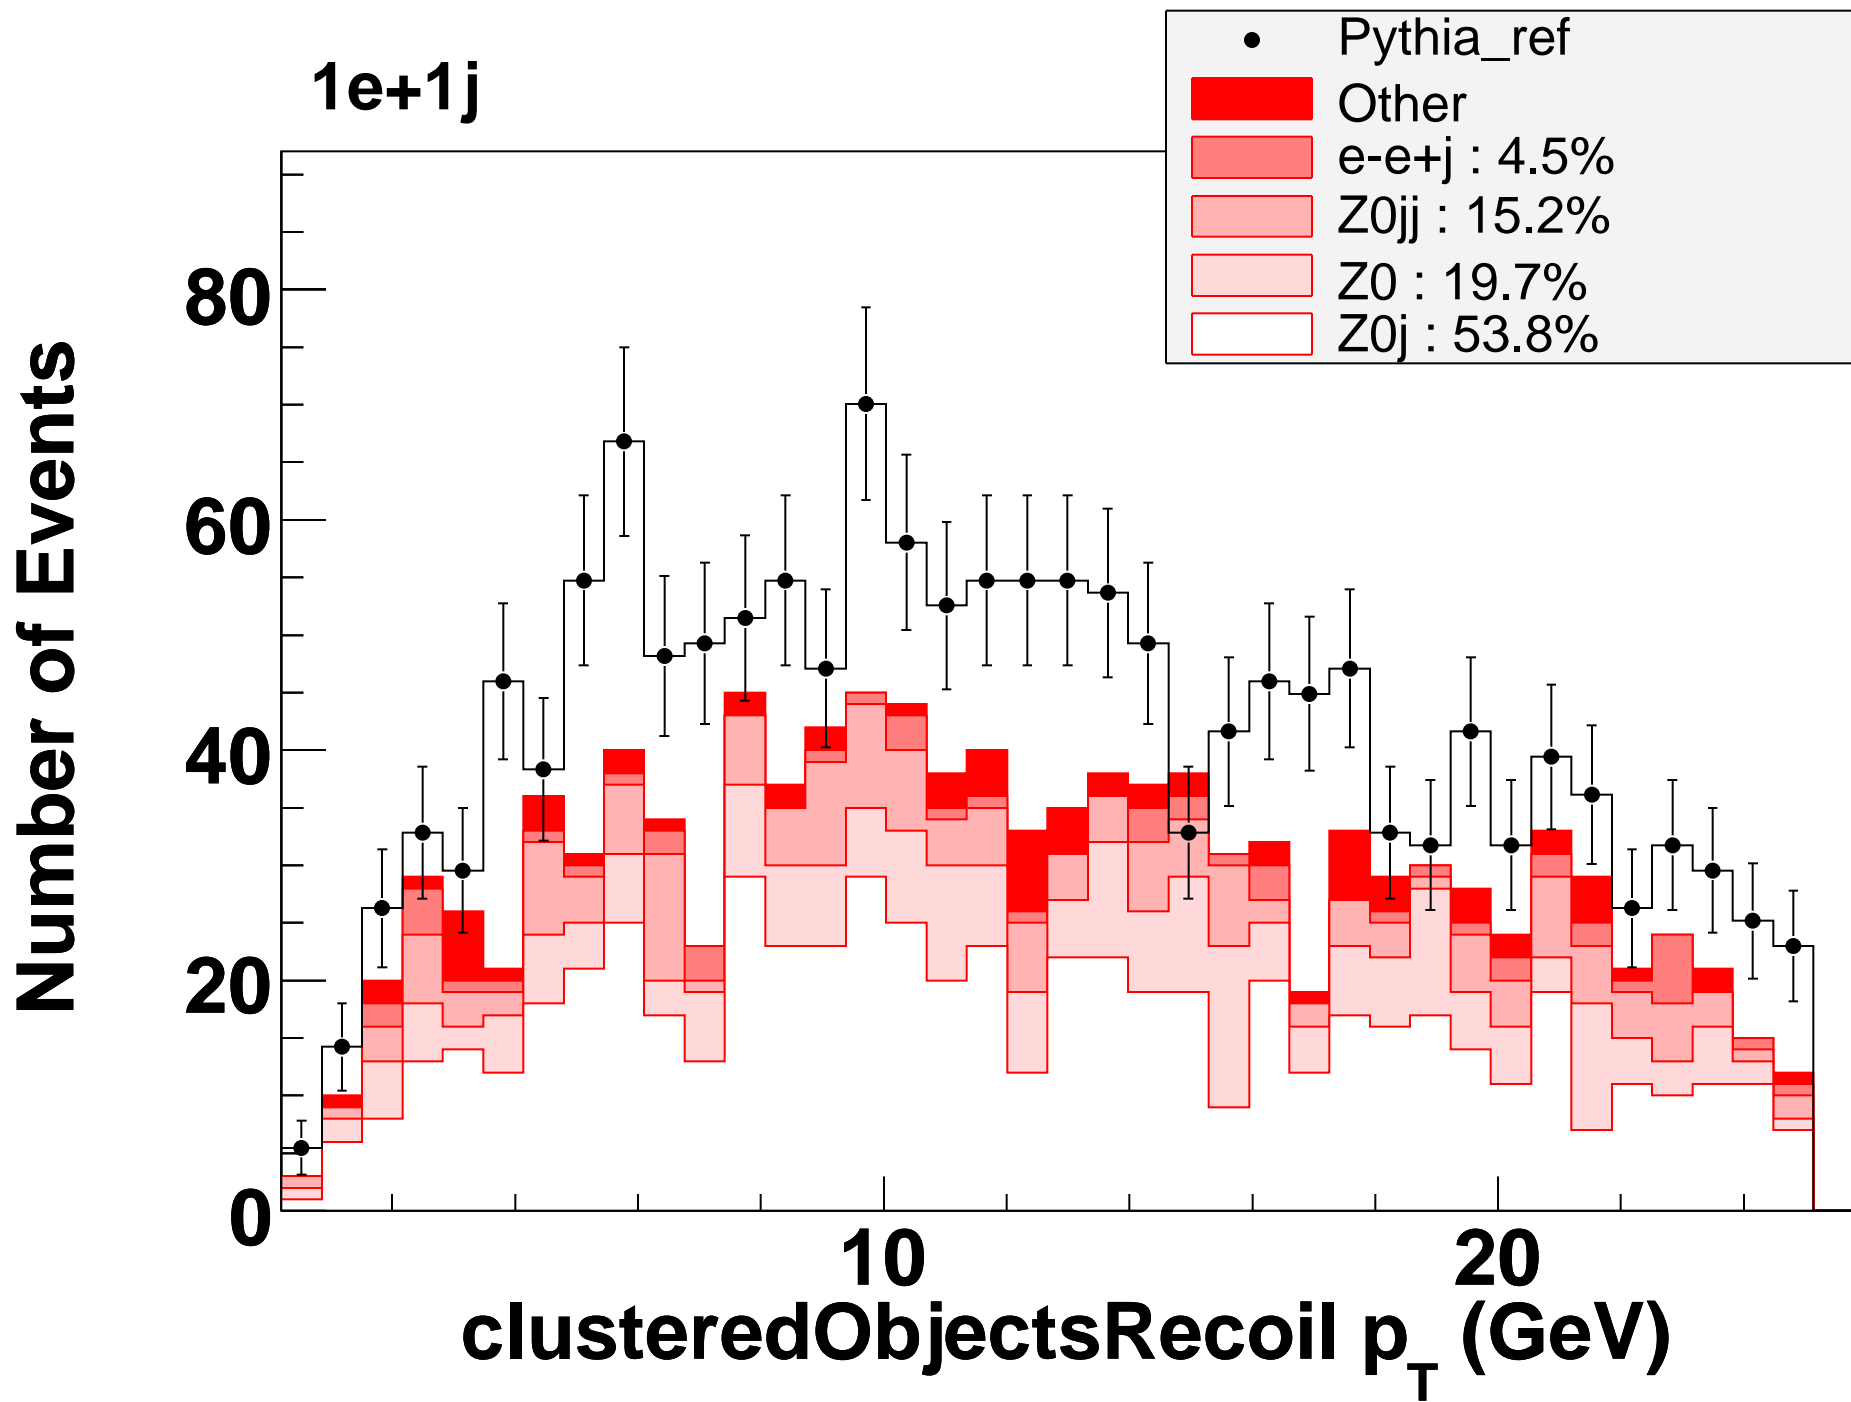 1e+1j
Pythia_ref
Other
e-e+j : 4.5%
Z0jj : 15.2%
Z0 : 19.7%
Z0j : 53.8%
Number of Events
80
60
40
20
0
10
20
clusteredObjectsRecoil p_T (GeV)